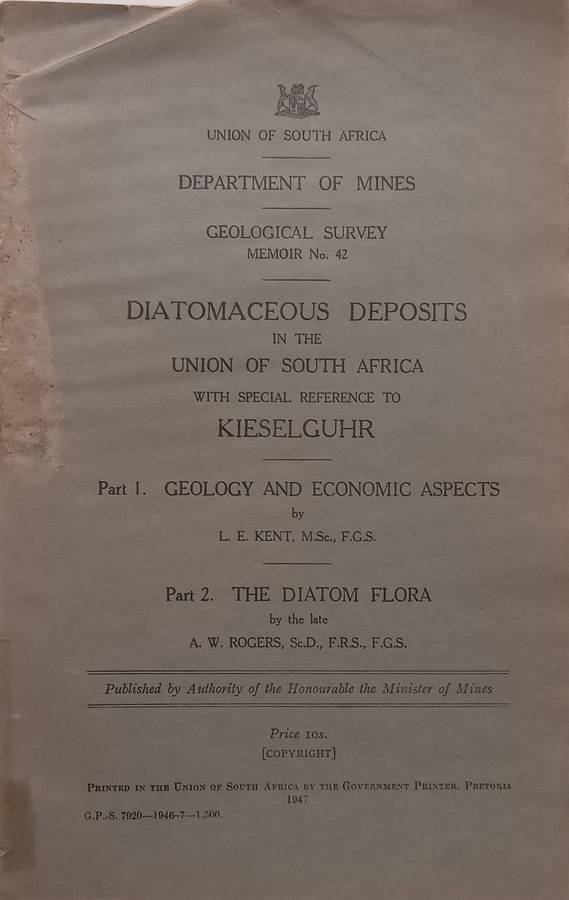 UNION OF SOUTH AFRICA
DEPARTMENT OF MINES
GEOLOGICAL SURVEY
MEMOIR No. 42
DIATOMACEOUS DEPOSITS
IN THE
UNION OF SOUTH AFRICA
WITH SPECIAL REFERENCE TO
KIESELGUHR
Part 1. GEOLOGY AND ECONOMIC ASPECTS
by
L. E. KENT, M.Sc., F.G.S.
Part 2. THE DIATOM FLORA
by the late
A. W. ROGERS, Sc.D., F.R.S., F.G.S.
Published by Authority of the Honourable the Minister of Mines
Price 10s.
[COPYRIGHT]
PRINTED IN THE UNION OF SOUTH AFRICA BY THE GOVERNMENT PRINTER, PRETORIA
1947
G.P.-S. 7920—1946-7—1,500.